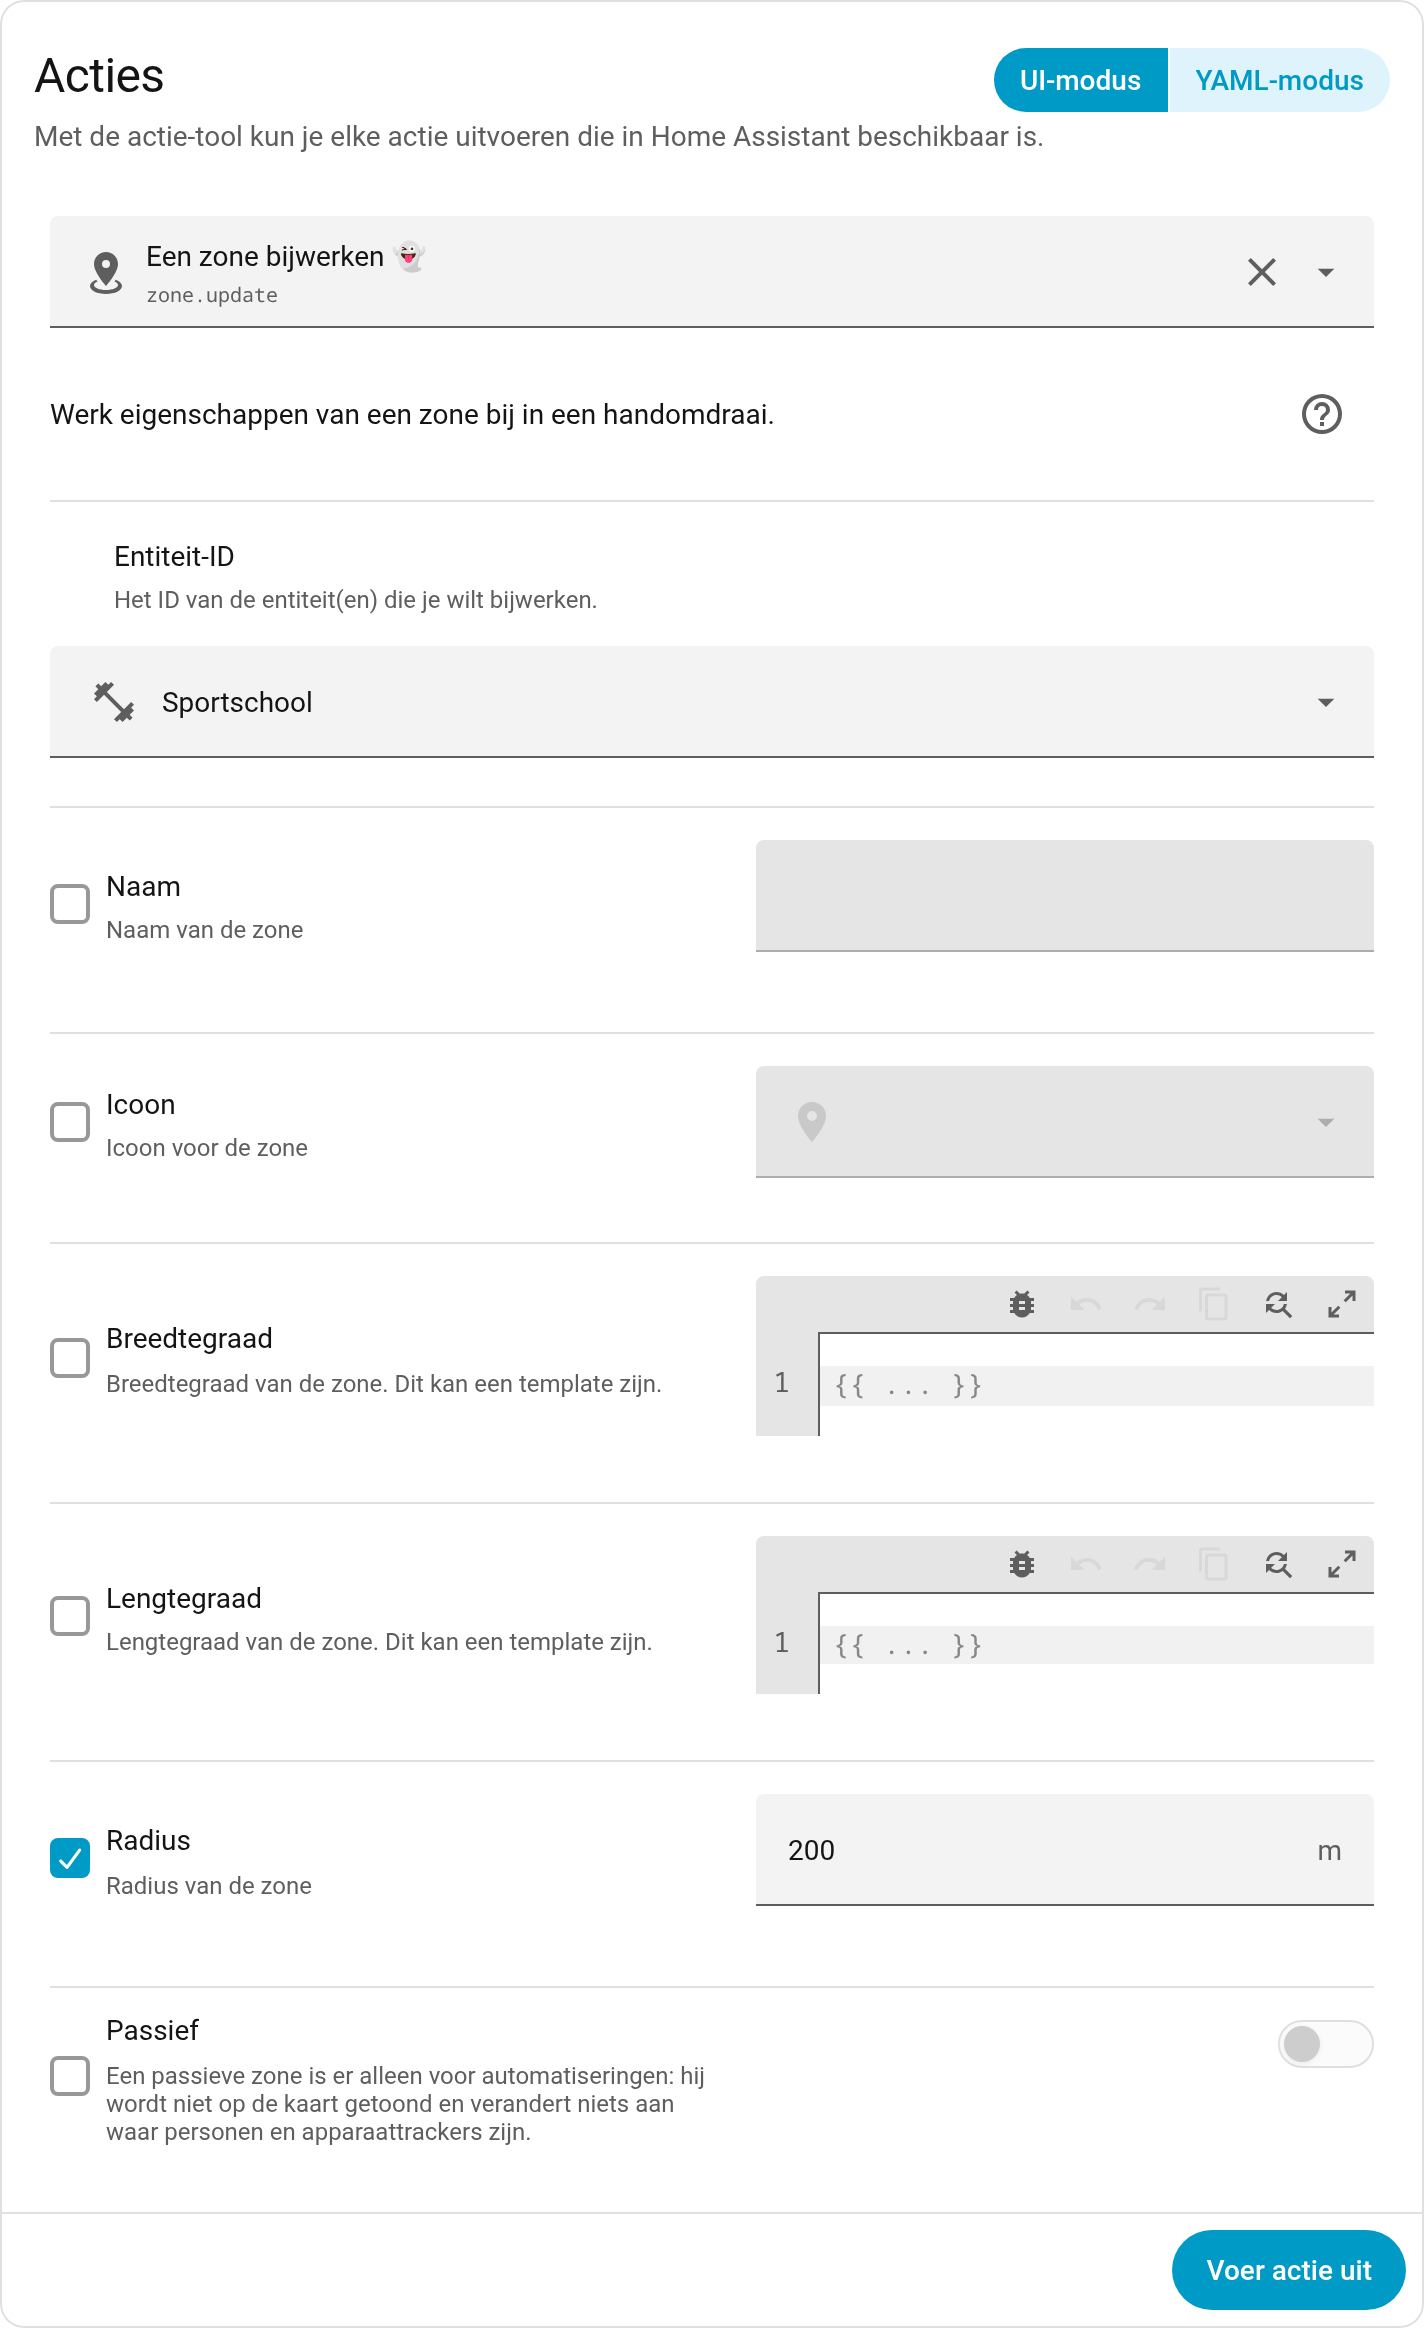 Acties
UI-modus
YAML-modus
Met de actie-tool kun je elke actie uitvoeren die in Home Assistant beschikbaar is.
Een zone bijwerken 👻
zone.update
Werk eigenschappen van een zone bij in een handomdraai.
Entiteit-ID
Het ID van de entiteit(en) die je wilt bijwerken.
Sportschool
Naam
Naam van de zone
Icoon
Icoon voor de zone
Breedtegraad
Breedtegraad van de zone. Dit kan een template zijn.
1
{{ ... }}
Lengtegraad
Lengtegraad van de zone. Dit kan een template zijn.
1
{{ ... }}
Radius
Radius van de zone
200
m
Passief
Een passieve zone is er alleen voor automatiseringen: hij
wordt niet op de kaart getoond en verandert niets aan
waar personen en apparaattrackers zijn.
Voer actie uit